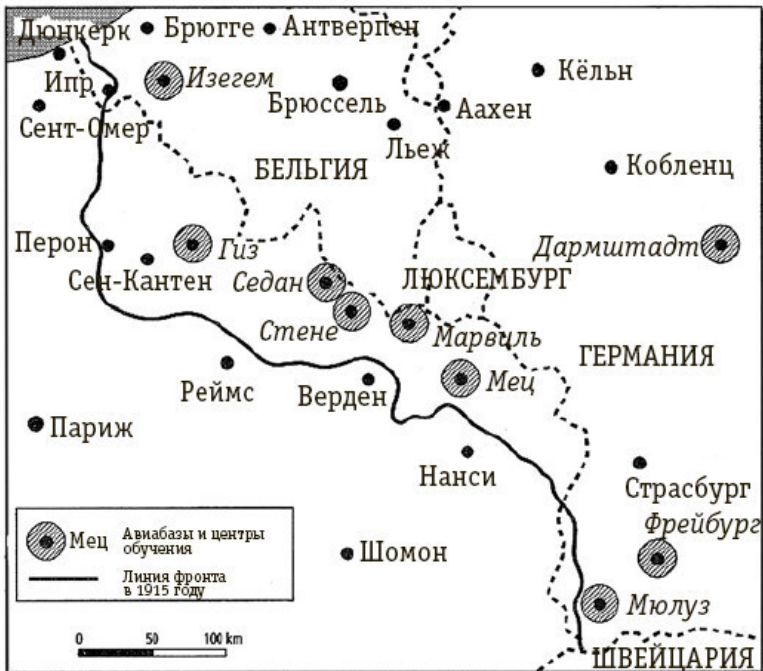 Дюнкерк
Брюгге
Антверпен
Ипр
Изегем
Брюссель
Кёльн
Сент-Омер
Аахен
Льеж
БЕЛЬГИЯ
Кобленц
Перон
Гиз
Дармштадт
Сен-Кантен
Седан
ЛЮКСЕМБУРГ
Стене
Марвиль
ГЕРМАНИЯ
Реймс
Верден
Мец
Париж
Нанси
Страсбург
Фрейбург
Шомон
Мюлуз
ШВЕЙЦАРИЯ
Мец
Авиабазы и центры
обучения
Линия фронта
в 1915 году
0 50 100 km